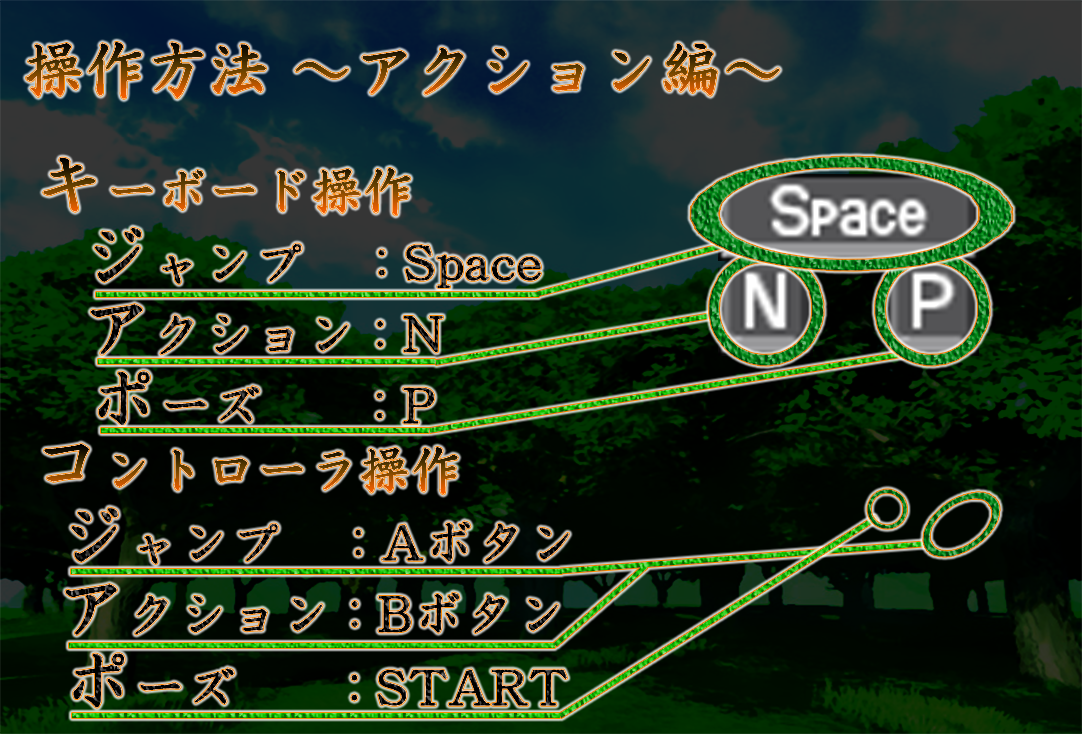 操作方法 ～アクション編～
キーボード操作
ジャンプ　：Space
アクション：N
ポーズ　　：P
Space
N P
コントローラ操作
ジャンプ　：Aボタン
アクション：Bボタン
ポーズ　　：START